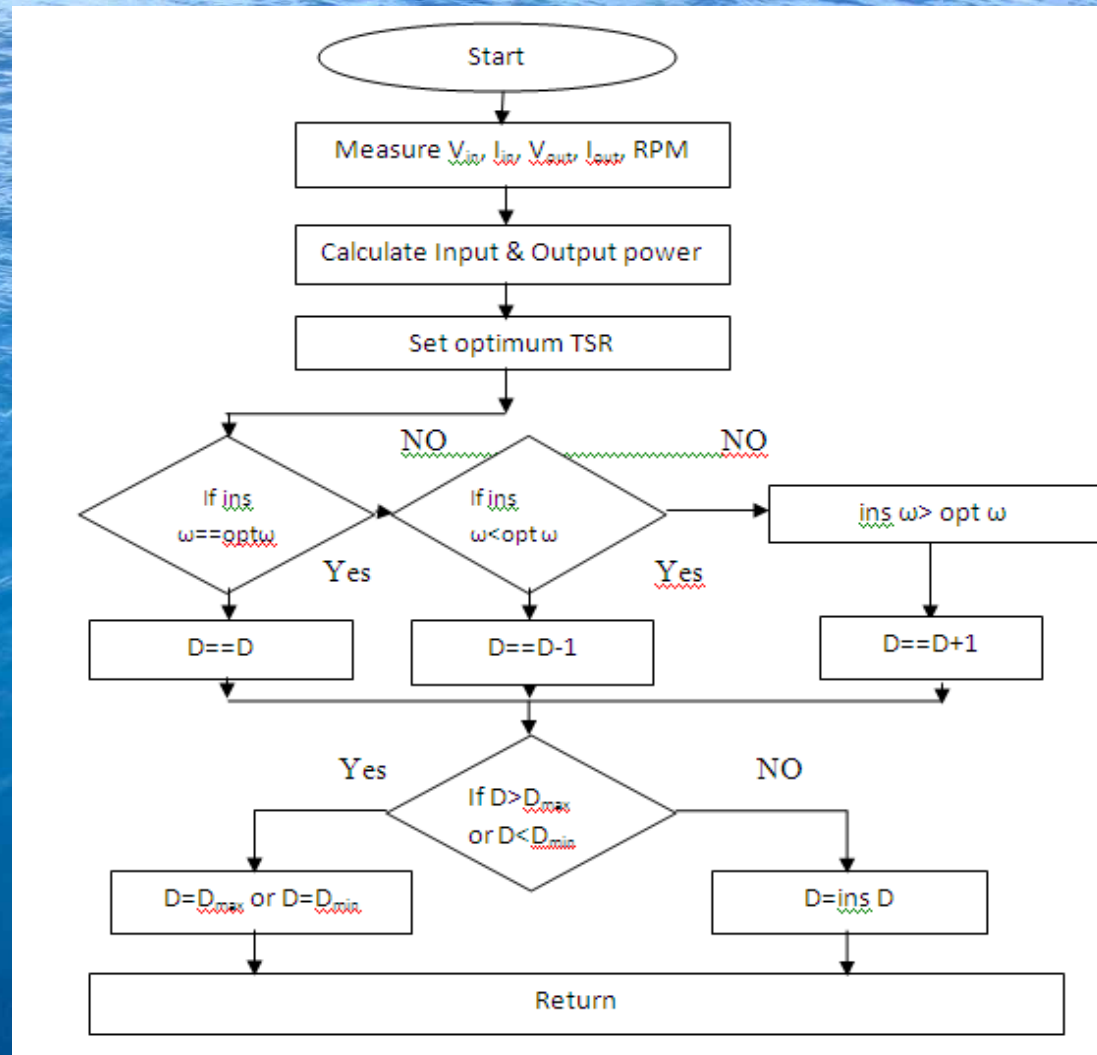 Start
Measure Vin, Iin, Vout, Iout, RPM
Calculate Input & Output power
Set optimum TSR
NO
NO
If ins
ω==optω
If ins
ω<opt ω
ins ω> opt ω
Yes
Yes
D==D
D==D-1
D==D+1
Yes
NO
If D>Dmax
or D<Dmin
D=Dmax or D=Dmin
D=ins D
Return